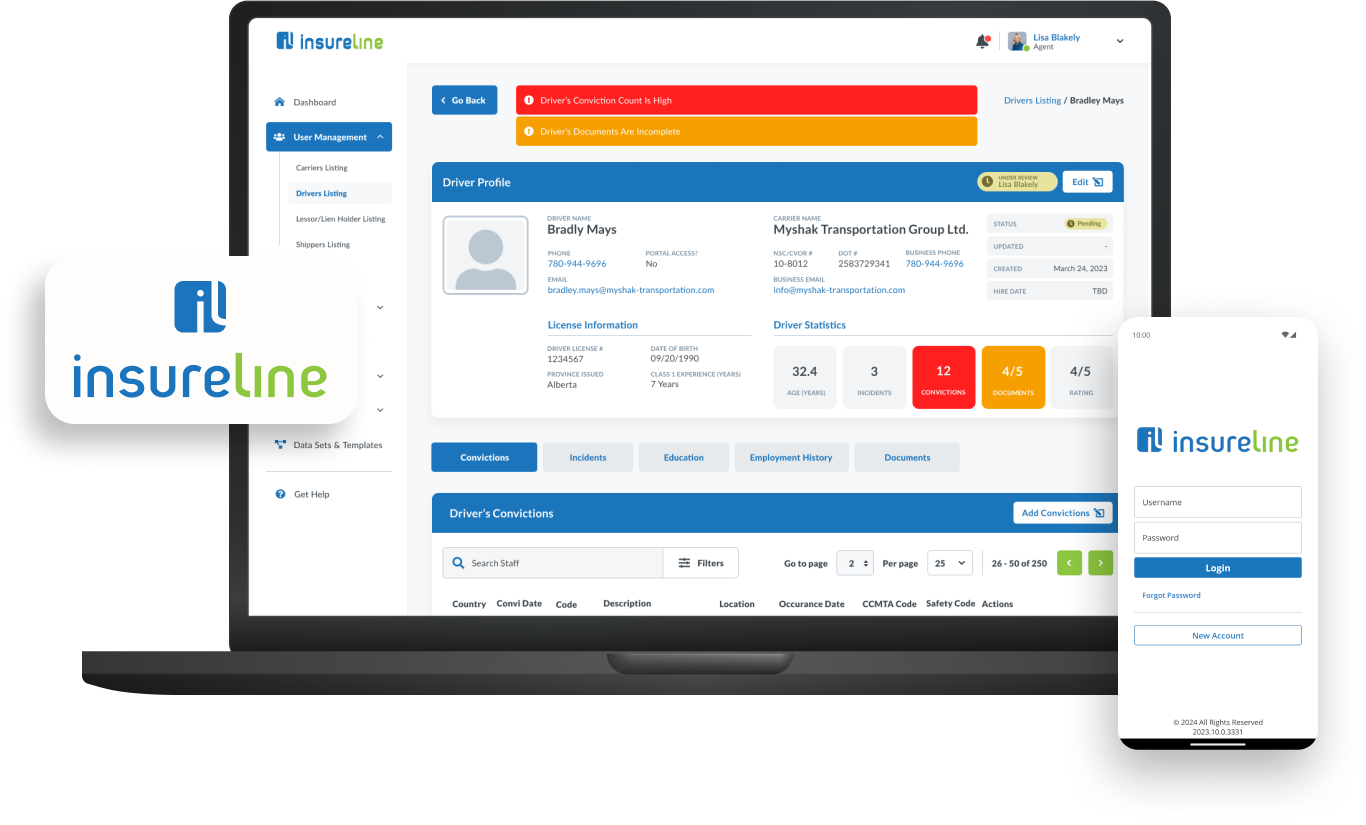 insureline
Lisa Blakely
Agent
Dashboard
User Management
Carriers Listing
Drivers Listing
Lessor/Lien Holder Listing
Shippers Listing
Data Sets & Templates
Get Help
insureline
Go Back
Driver's Conviction Count Is High
Driver's Documents Are Incomplete
Drivers Listing / Bradley Mays
Driver Profile
UNDER REVIEW
Lisa Blakely
Edit
DRIVER NAME
Bradly Mays
PHONE
780-944-9696
PORTAL ACCESS?
No
EMAIL
bradley.mays@myshak-transportation.com
CARRIER NAME
Myshak Transportation Group Ltd.
NSC/CVOR #
10-8012
DOT #
2583729341
BUSINESS PHONE
780-944-9696
BUSINESS EMAIL
info@myshak-transportation.com
STATUS Pending
UPDATED -
CREATED March 24, 2023
HIRE DATE TBD
License Information
DRIVER LICENSE #
1234567
DATE OF BIRTH
09/20/1990
PROVINCE ISSUED
Alberta
CLASS 1 EXPERIENCE (YEARS)
7 Years
Driver Statistics
32.4
AGE (YEARS)
3
INCIDENTS
12
CONVICTIONS
4/5
DOCUMENTS
4/5
RATING
Convictions
Incidents
Education
Employment History
Documents
Driver's Convictions
Add Convictions
Search Staff
Filters
Go to page 2 Per page 25 26 - 50 of 250
Country Convi Date Code Description Location Occurance Date CCMTA Code Safety Code Actions
10:00
insureline
Username
Password
Login
Forgot Password
New Account
© 2024 All Rights Reserved
2023.10.0.3331